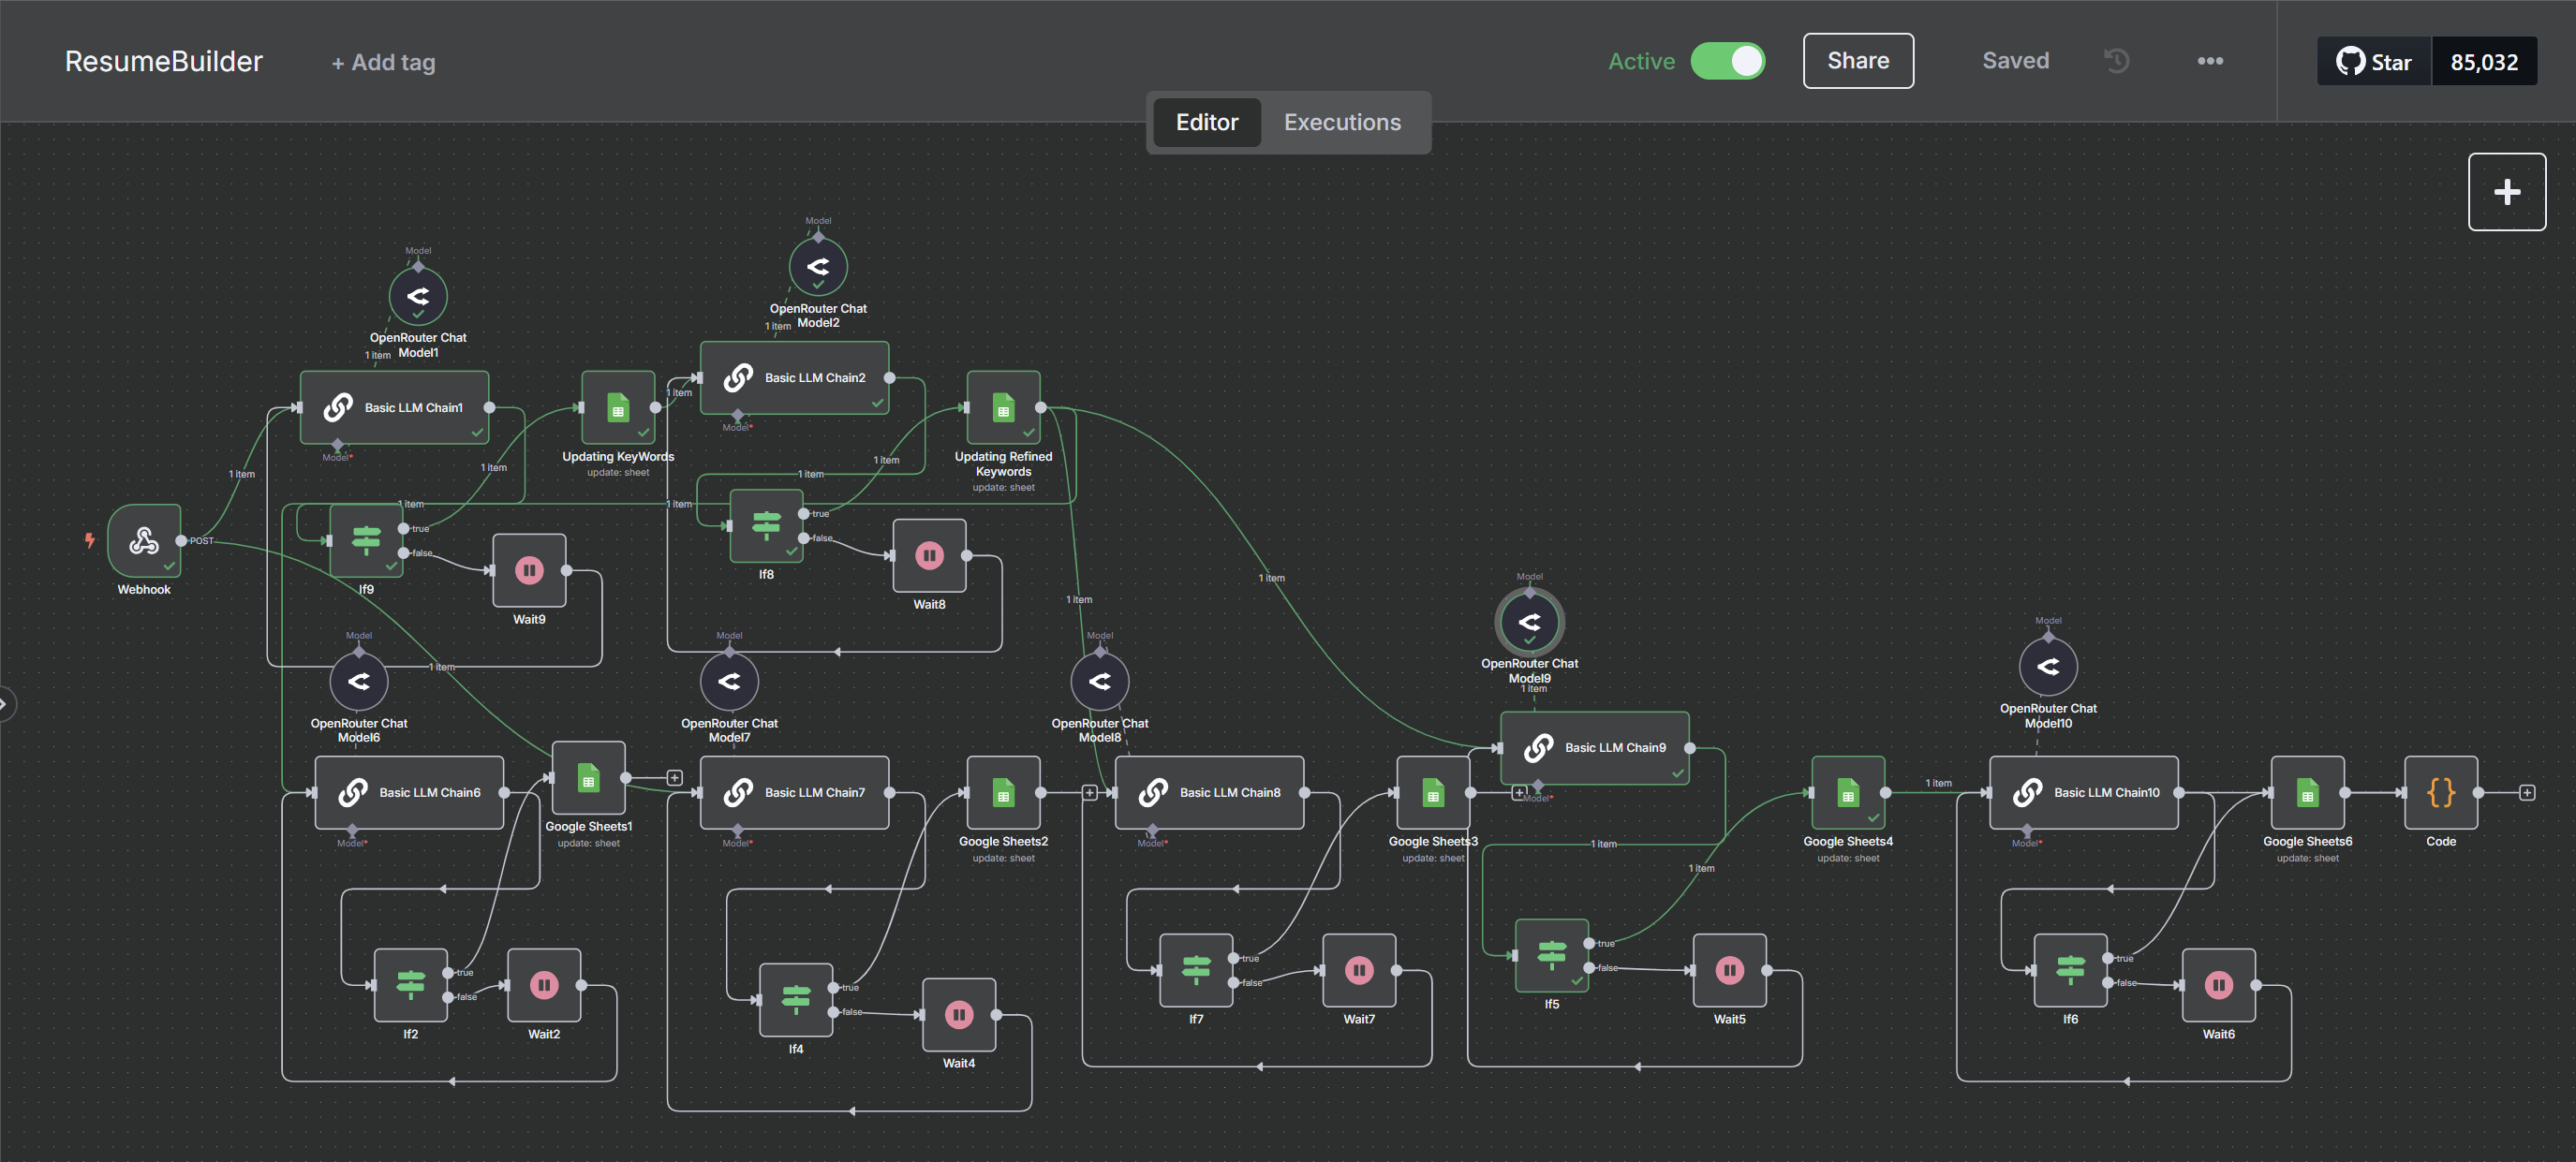 ResumeBuilder
+ Add tag
Active
Share
Saved
Star
85,032
Editor
Executions
Model
OpenRouter Chat
Model2
1 item
Model
OpenRouter Chat
Model1
1 item
Basic LLM Chain1
Model*
Updating KeyWords
update: sheet
1 item
Basic LLM Chain2
Model*
Updating Refined
Keywords
update: sheet
1 item
1 item
1 item
1 item
1 item
1 item
POST
Webhook
true
false
If9
Wait9
true
false
If8
Wait8
1 item
1 item
1 item
Model
OpenRouter Chat
Model6
Model
OpenRouter Chat
Model7
Model
OpenRouter Chat
Model8
Model
OpenRouter Chat
Model9
1 item
Model
OpenRouter Chat
Model10
Basic LLM Chain6
Model*
Google Sheets1
update: sheet
Basic LLM Chain7
Model*
Google Sheets2
update: sheet
Basic LLM Chain8
Model*
Google Sheets3
update: sheet
Basic LLM Chain9
Model*
1 item
1 item
Google Sheets4
update: sheet
1 item
Basic LLM Chain10
Model*
Google Sheets6
update: sheet
Code
true
false
If2
Wait2
true
false
If4
Wait4
true
false
If7
Wait7
true
false
If5
Wait5
true
false
If6
Wait6